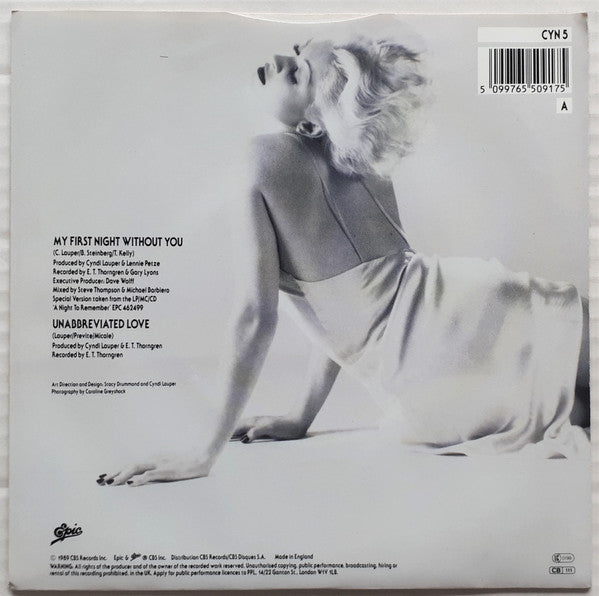 CYN 5
5 099765 509175
A
MY FIRST NIGHT WITHOUT YOU
(C. Lauper/B. Steinberg/T. Kelly)
Produced by Cyndi Lauper & Lennie Petze
Recorded by E. T. Thorngren & Gary Lyons
Executive Producer: Dave Wolff
Mixed by Steve Thompson & Michael Barbiero
Special Version taken from the LP/MC/CD
'A Night To Remember' EPC 462499
UNABBREVIATED LOVE
(Lauper/Previte/Micale)
Produced by Cyndi Lauper & E. T. Thorngren
Recorded by E. T. Thorngren
Art Direction and Design: Stacy Drummond and Cyndi Lauper
Photography by Caroline Greyshock
Epic
© 1989 CBS Records Inc. Epic & Epic ® CBS Inc. Distribution CBS Records/CBS Disques S.A. Made in England
WARNING: All rights of the producer and of the owner of the recorded work reserved. Unauthorised copying, public performance, broadcasting, hiring or
rental of this recording prohibited. In the UK. Apply for public performance licences to PPL, 14/22 Ganton St., London W1V 1LB.
CB 111